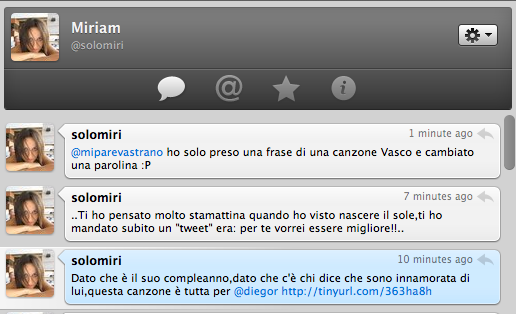 Miriam
@solomiri
solomiri
1 minute ago
@miparevastrano ho solo preso una frase di una canzone Vasco e cambiato
una parolina :P
solomiri
7 minutes ago
..Ti ho pensato molto stamattina quando ho visto nascere il sole,ti ho
mandato subito un "tweet" era: per te vorrei essere migliore!!..
solomiri
10 minutes ago
Dato che è il suo compleanno,dato che c'è chi dice che sono innamorata di
lui,questa canzone è tutta per @diegor http://tinyurl.com/363ha8h